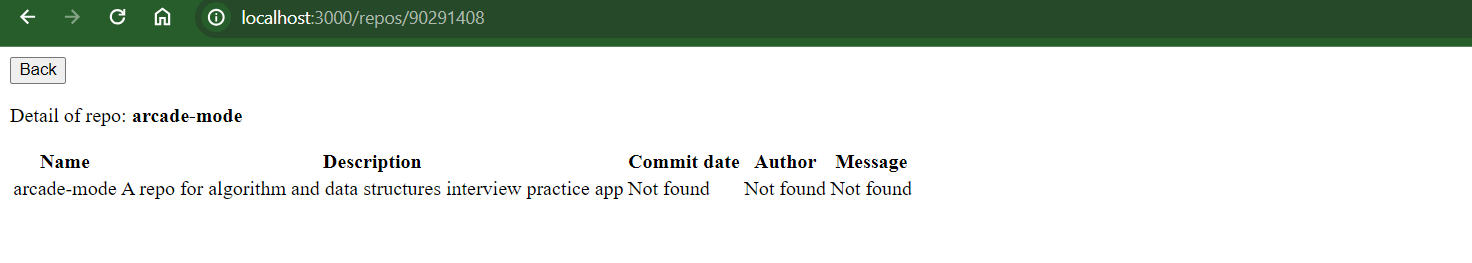 localhost:3000/repos/90291408
Back
Detail of repo: arcade-mode
Name Description Commit date Author Message
arcade-mode A repo for algorithm and data structures interview practice app Not found Not found Not found